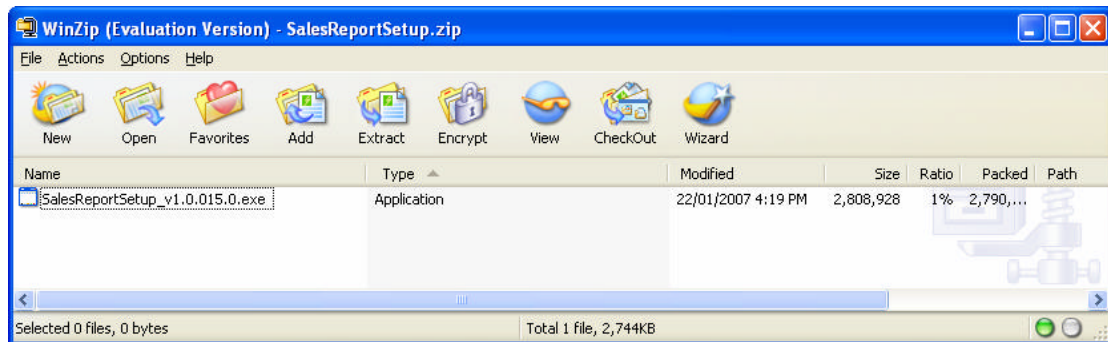 WinZip (Evaluation Version) - SalesReportSetup.zip
File Actions Options Help
New Open Favorites Add Extract Encrypt View CheckOut Wizard
Name Type Modified Size Ratio Packed Path
SalesReportSetup_v1.0.015.0.exe Application 22/01/2007 4:19 PM 2,808,928 1% 2,790,...
Selected 0 files, 0 bytes Total 1 file, 2,744KB